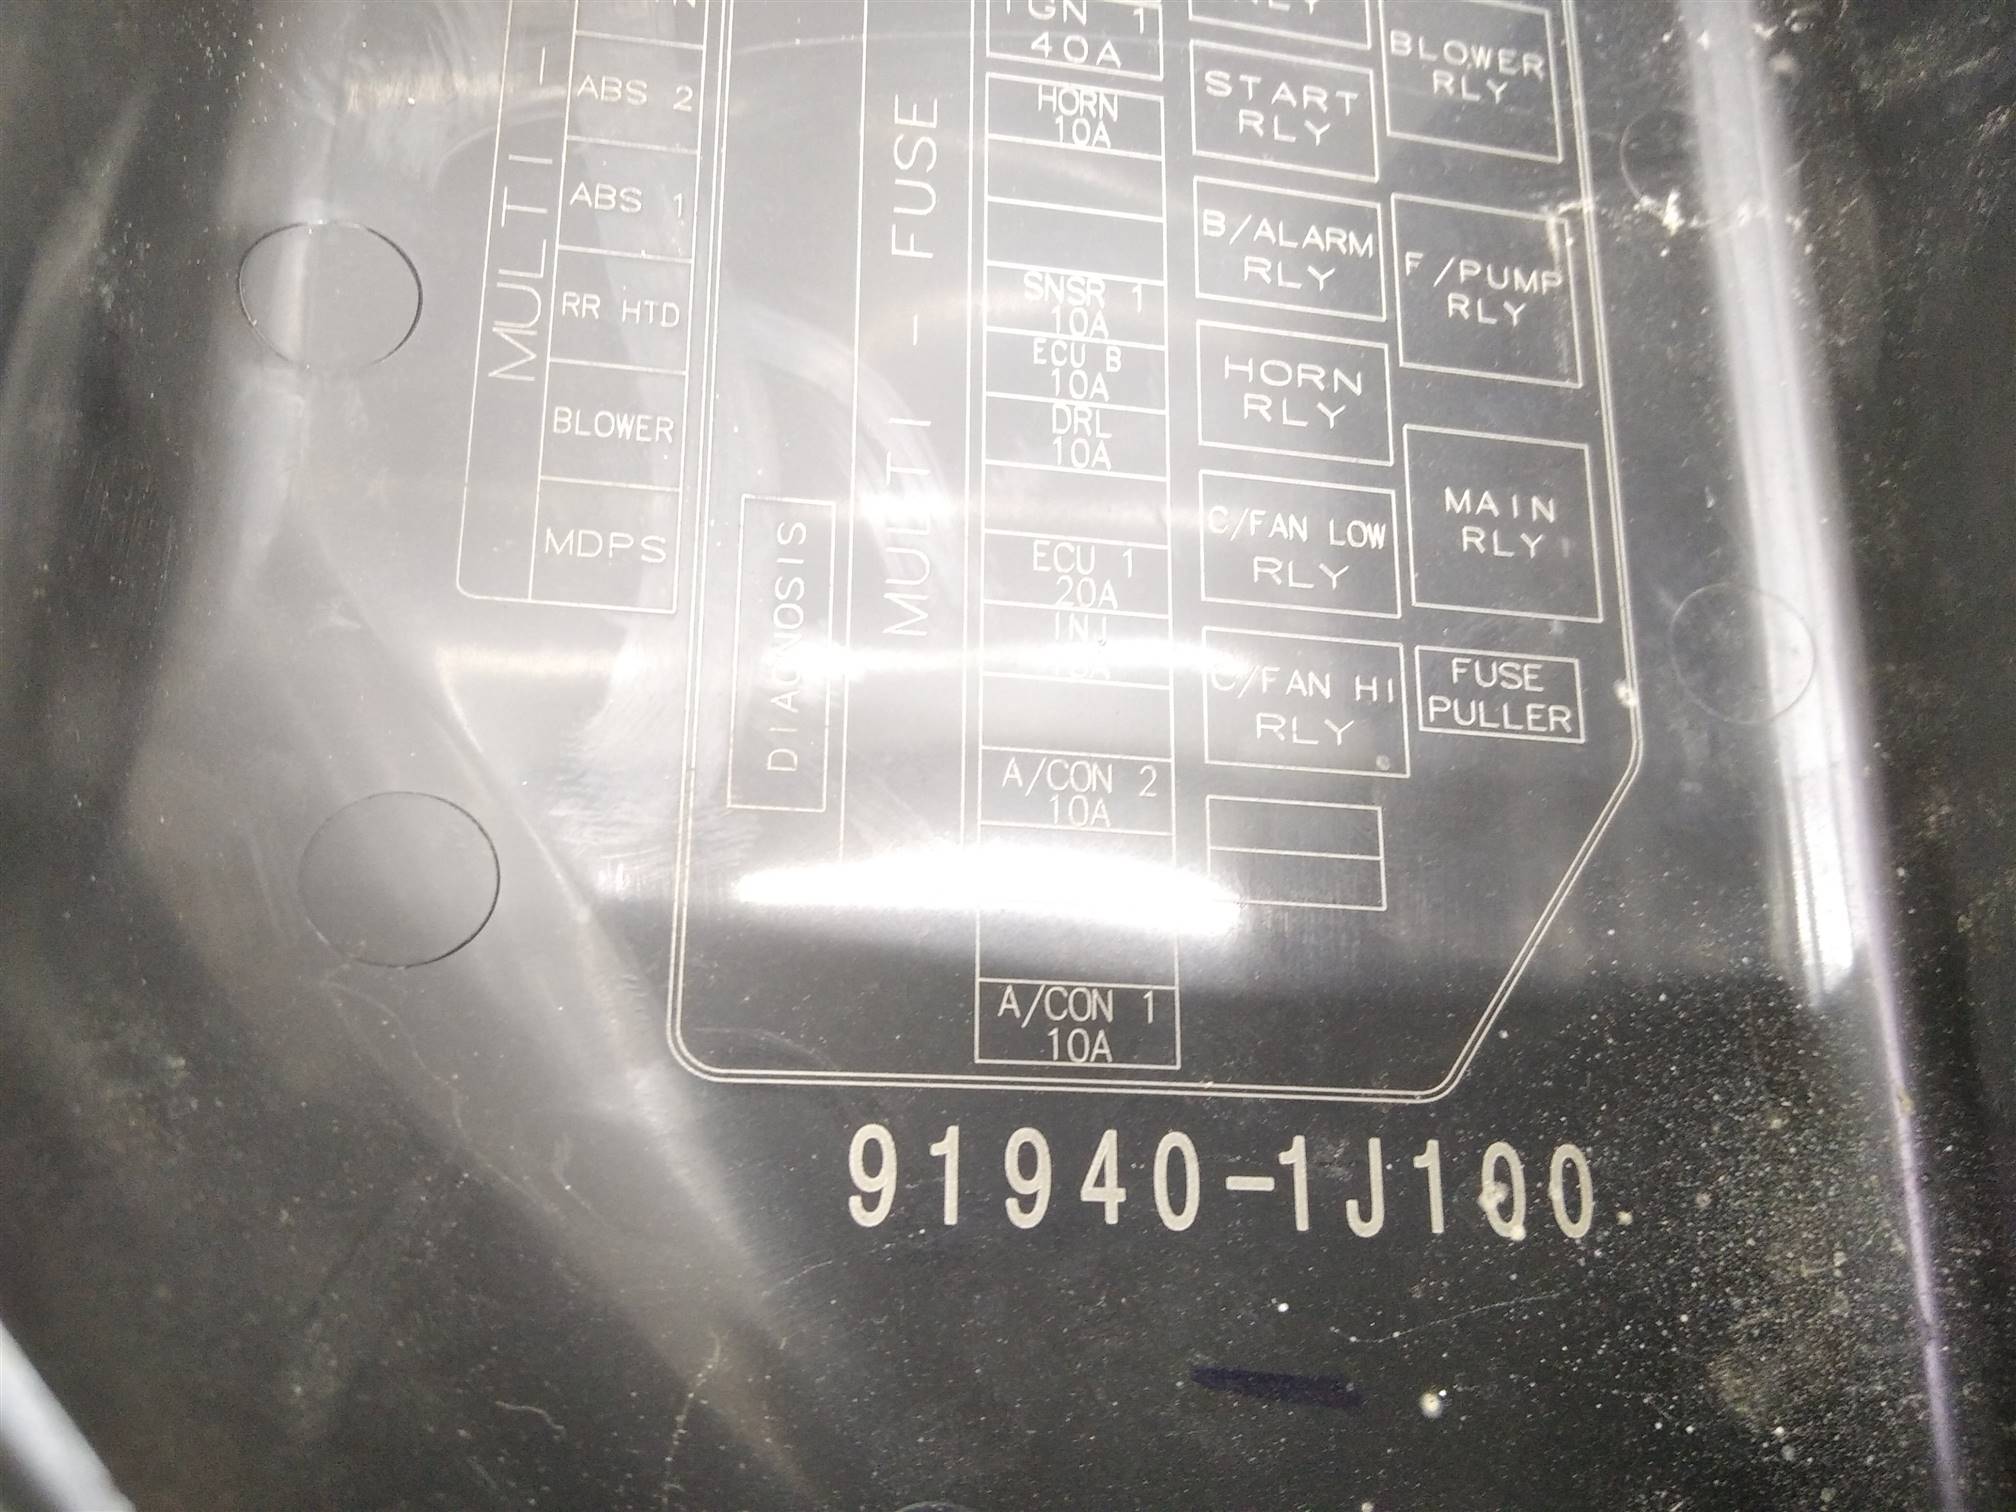 MULTI -
ABS 2
ABS 1
RR HTD
BLOWER
MDPS
DIAGNOSIS
MULTI - FUSE
IGN 1
40A
HORN
10A
SNSR 1
10A
ECU B
10A
DRL
10A
ECU 1
20A
INJ
A/CON 2
10A
A/CON 1
10A
RLY
START
RLY
B/ALARM
RLY
HORN
RLY
C/FAN LOW
RLY
C/FAN HI
RLY
BLOWER
RLY
F/PUMP
RLY
MAIN
RLY
FUSE
PULLER
91940-1J100